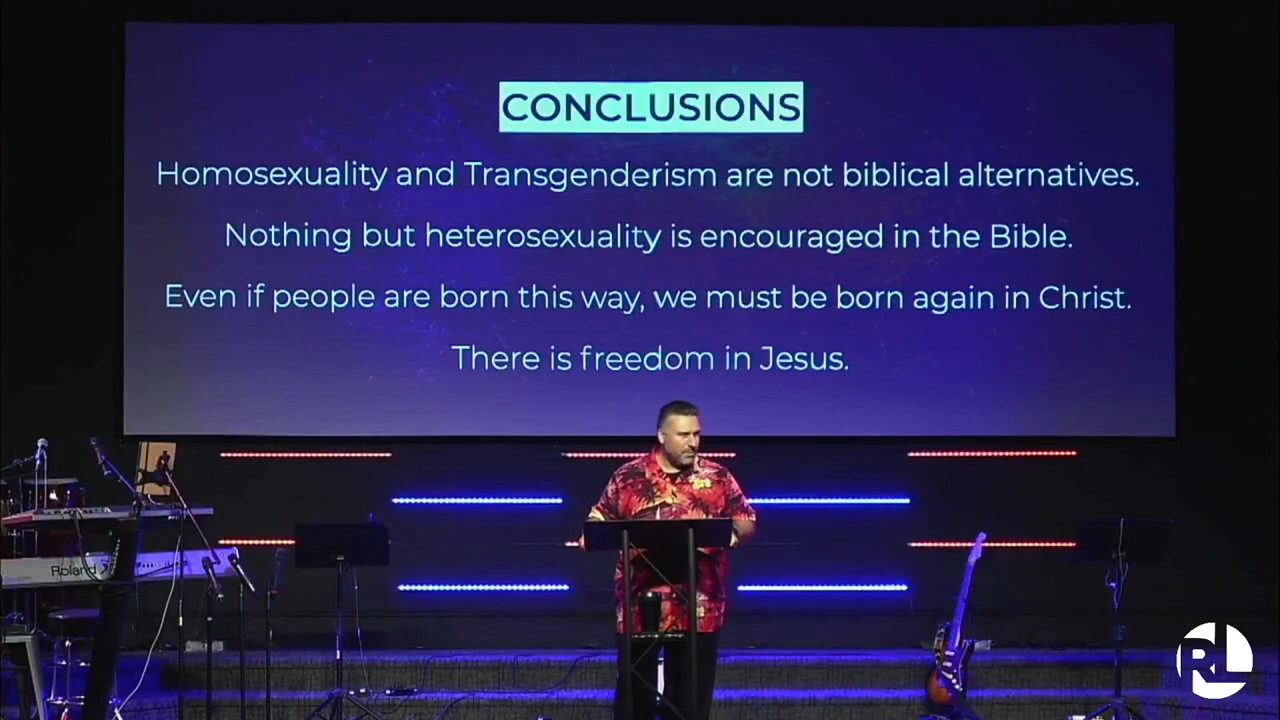 CONCLUSIONS
Homosexuality and Transgenderism are not biblical alternatives.
Nothing but heterosexuality is encouraged in the Bible.
Even if people are born this way, we must be born again in Christ.
There is freedom in Jesus.
Roland
RL